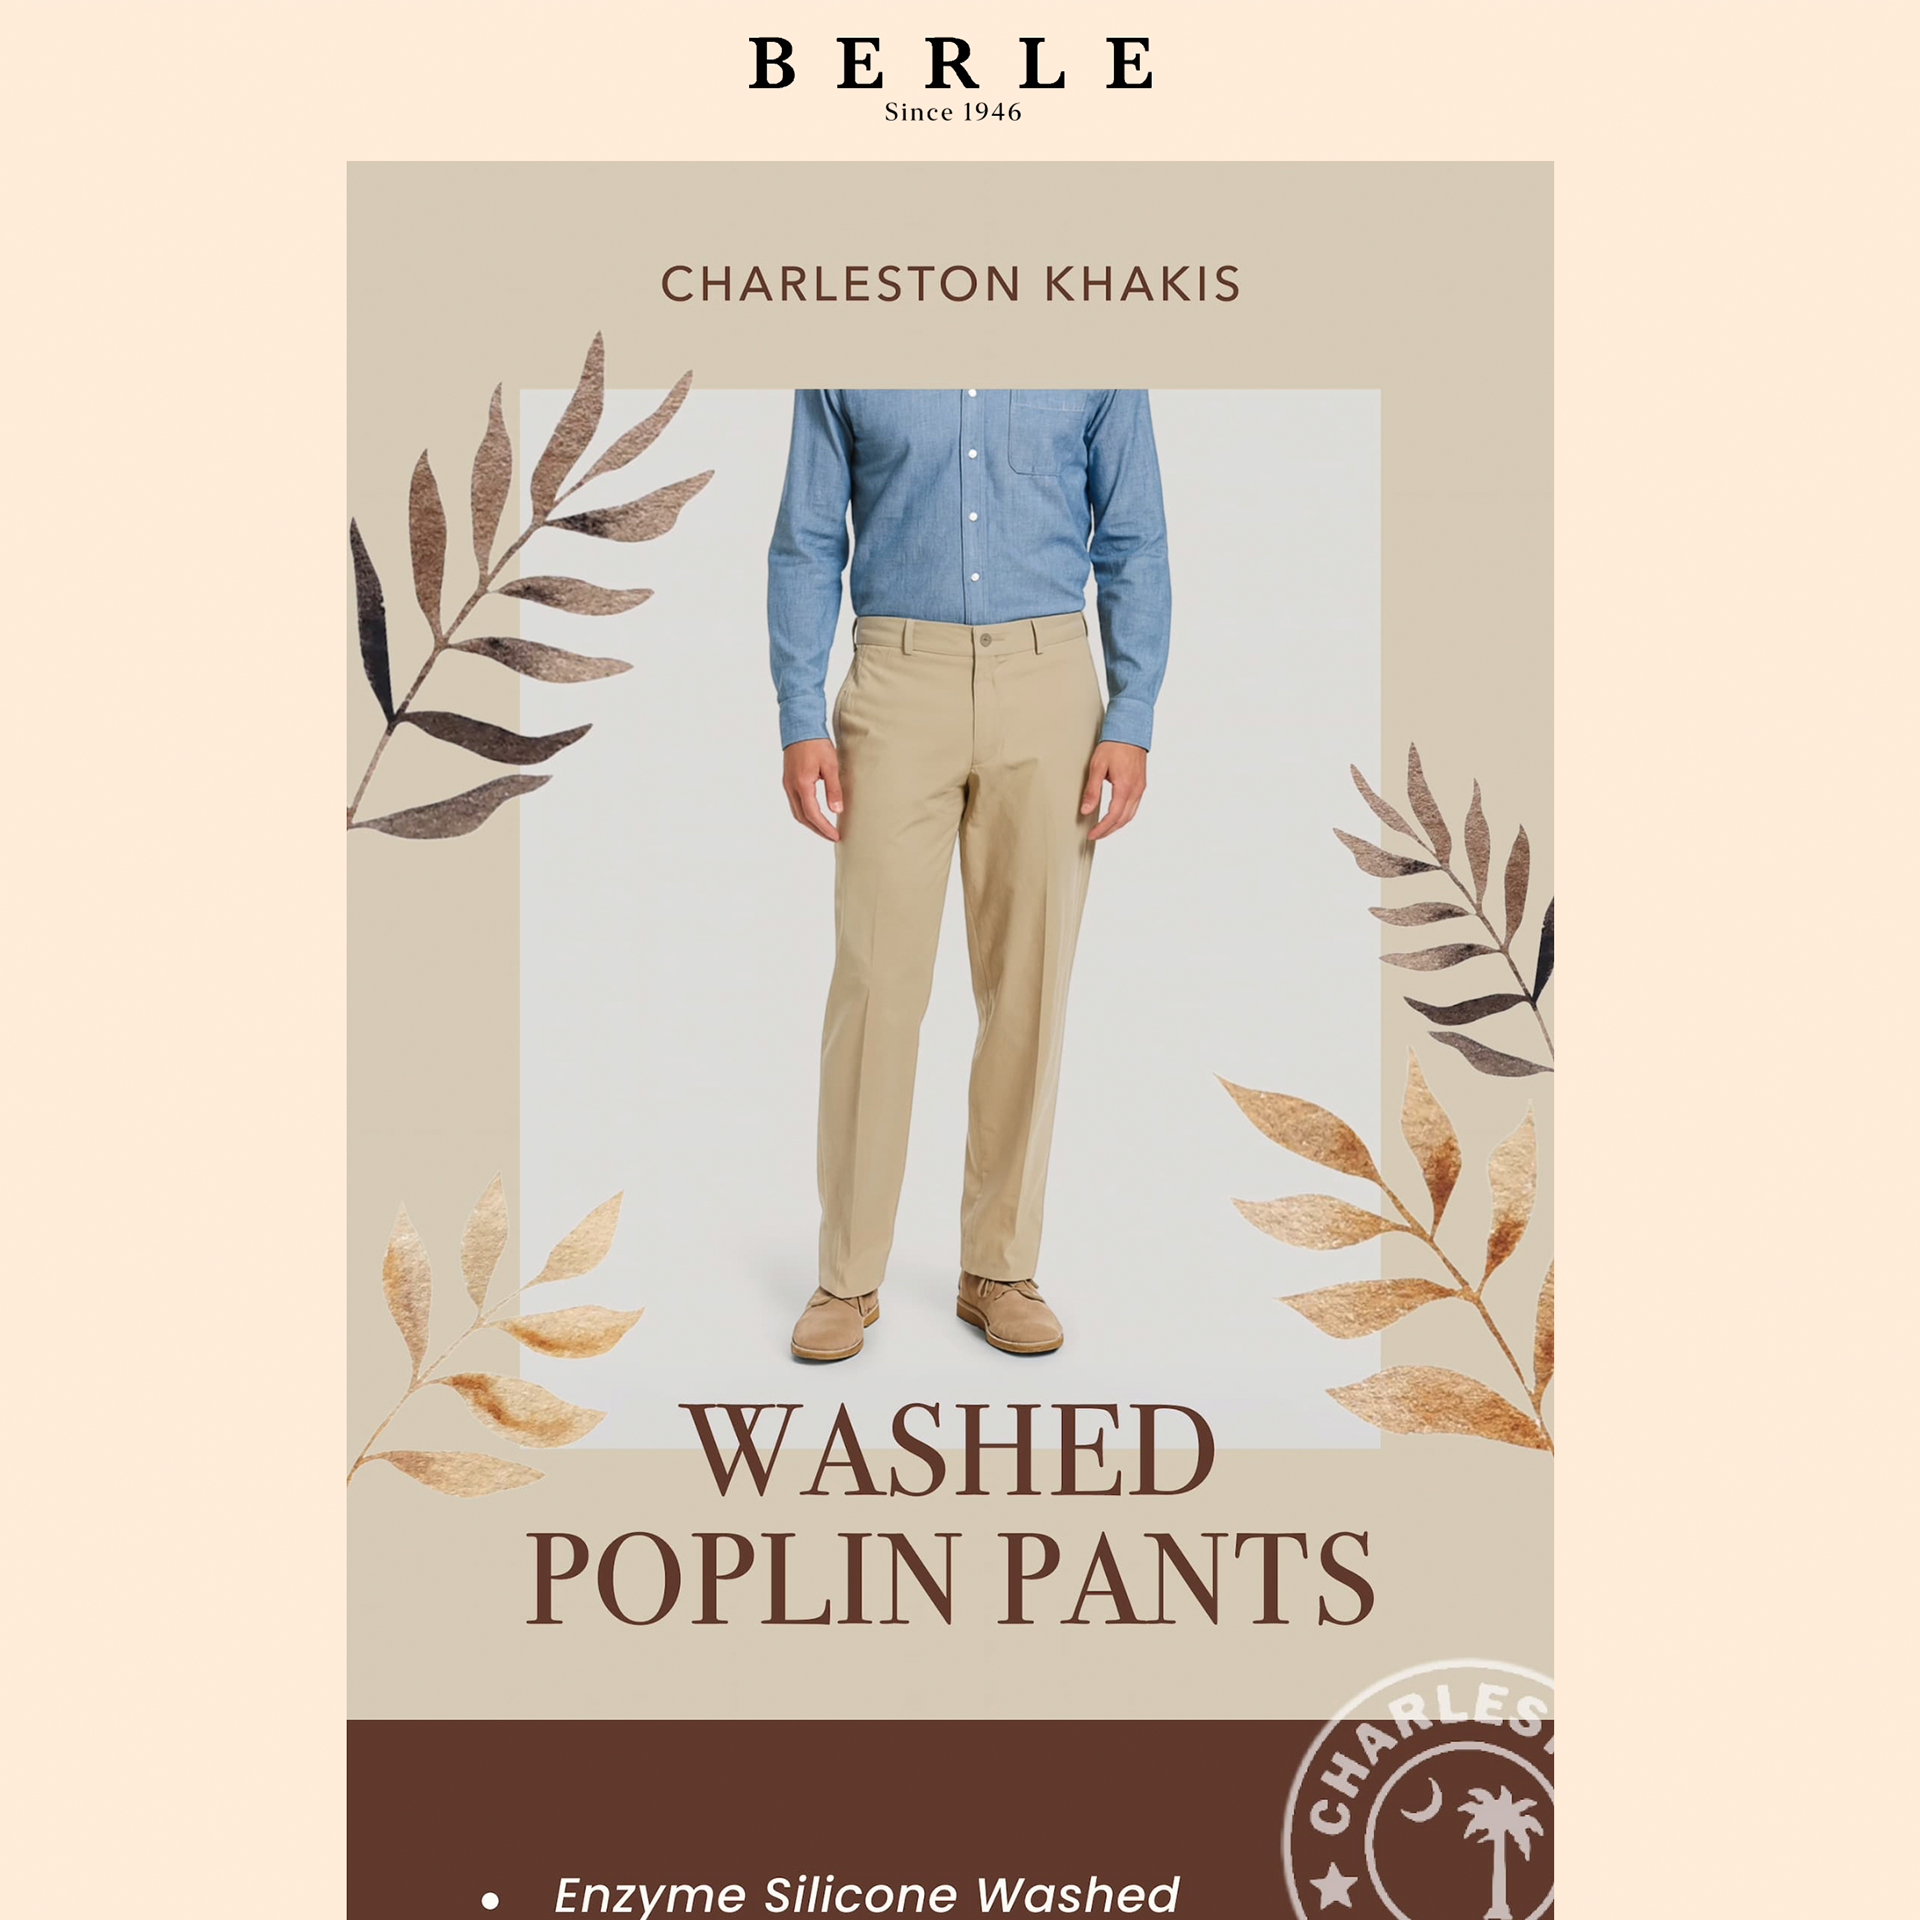 BERLE
Since 1946
CHARLESTON KHAKIS
WASHED
POPLIN PANTS
• Enzyme Silicone Washed